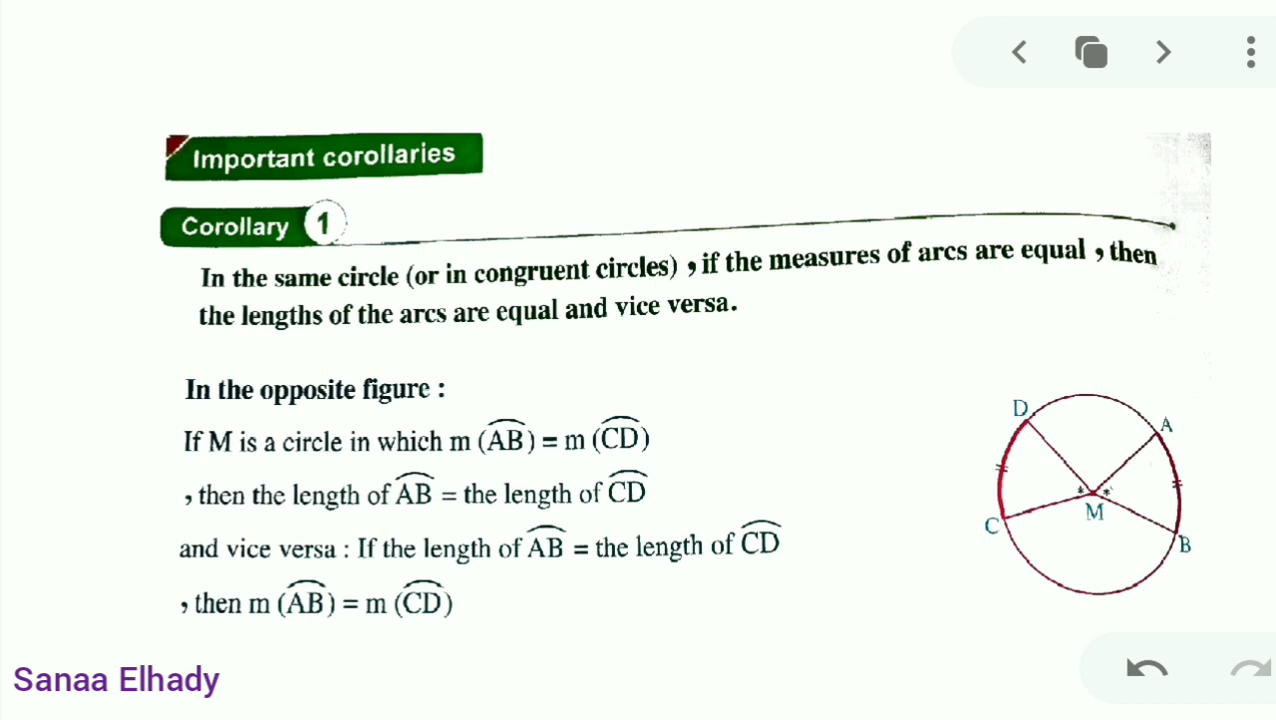 Important corollaries
Corollary 1
In the same circle (or in congruent circles) , if the measures of arcs are equal , then
the lengths of the arcs are equal and vice versa.
In the opposite figure :
If M is a circle in which m (AB) = m (CD)
, then the length of AB = the length of CD
and vice versa : If the length of AB = the length of CD
, then m (AB) = m (CD)
D
A
M
C
B
Sanaa Elhady